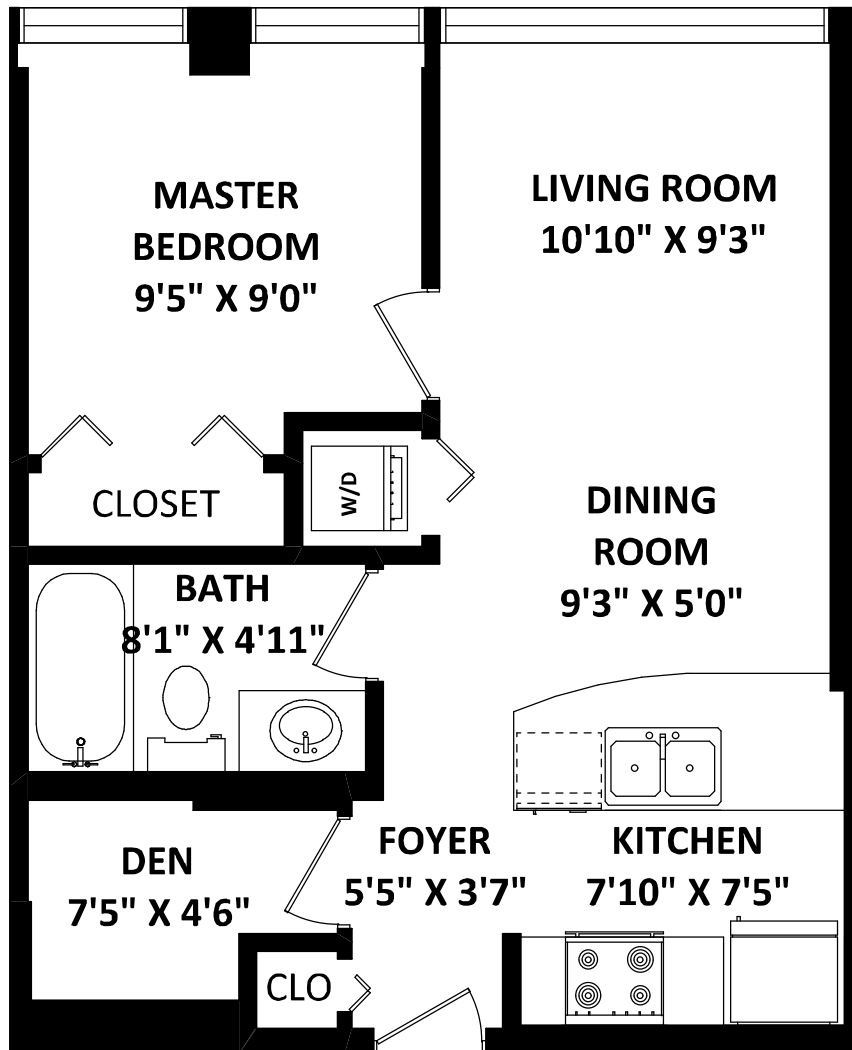 MASTER
BEDROOM
9'5" X 9'0"
LIVING ROOM
10'10" X 9'3"
CLOSET
W/D
DINING
ROOM
9'3" X 5'0"
BATH
8'1" X 4'11"
DEN
7'5" X 4'6"
FOYER
5'5" X 3'7"
KITCHEN
7'10" X 7'5"
CLO